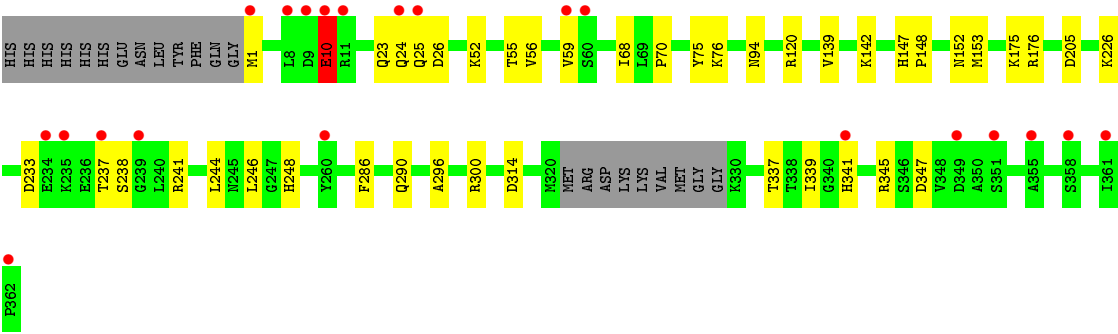 HIS HIS HIS HIS HIS HIS GLU ASN LEU TYR PHE GLN GLY M1 L8 D9 E10 R11 Q23 Q24 Q25 D26 K52 T55 V56 V59 S60 I68 L69 P70 Y75 K76 N94 R120 V139 K142 H147 P148 N152 M153 K175 R176 D205 K226
D233 E234 K235 E236 T237 S238 G239 L240 R241 L244 N245 L246 G247 H248 Y260 F286 Q290 A296 R300 D314 M320 MET ARG ASP LYS LYS VAL MET GLY GLY K330 T337 T338 I339 G340 H341 R345 S346 D347 V348 D349 A350 S351 A355 S358 I361
P362